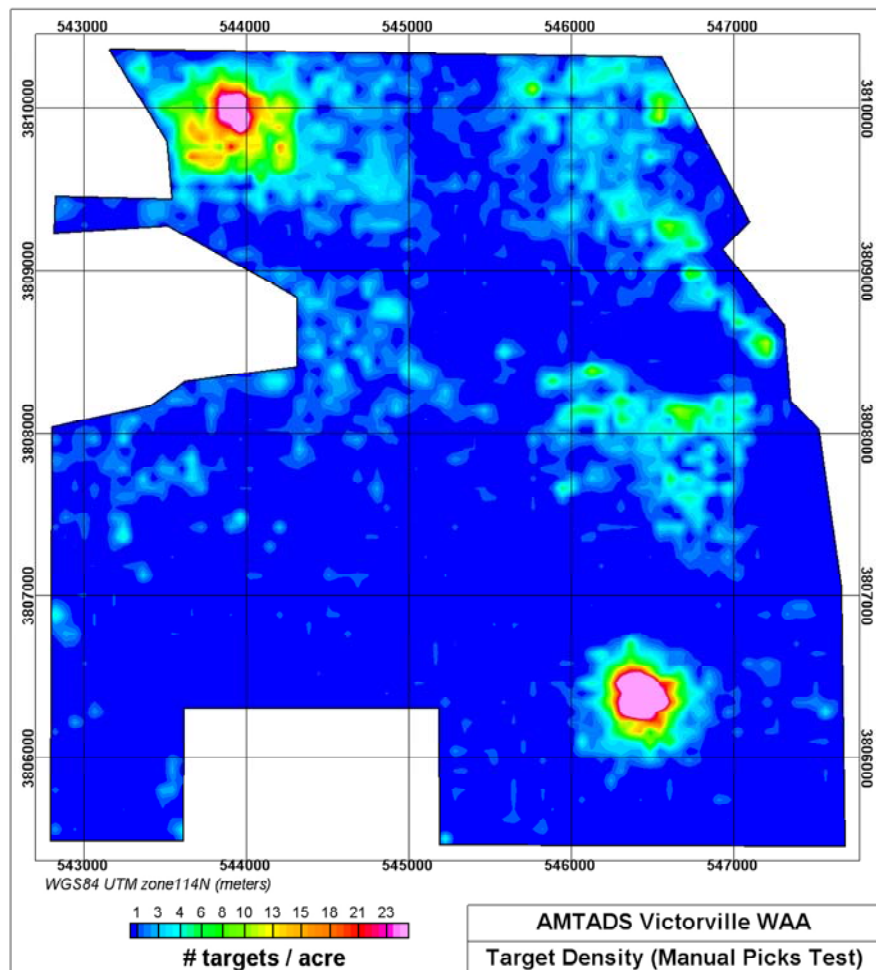 543000 544000 545000 546000 547000
3810000 3810000
3809000 3809000
3808000 3808000
3807000 3807000
3806000 3806000
543000 544000 545000 546000 547000
WGS84 UTM zone114N (meters)
1 3 4 6 8 10 13 15 18 21 23
# targets / acre
AMTADS Victorville WAA
Target Density (Manual Picks Test)